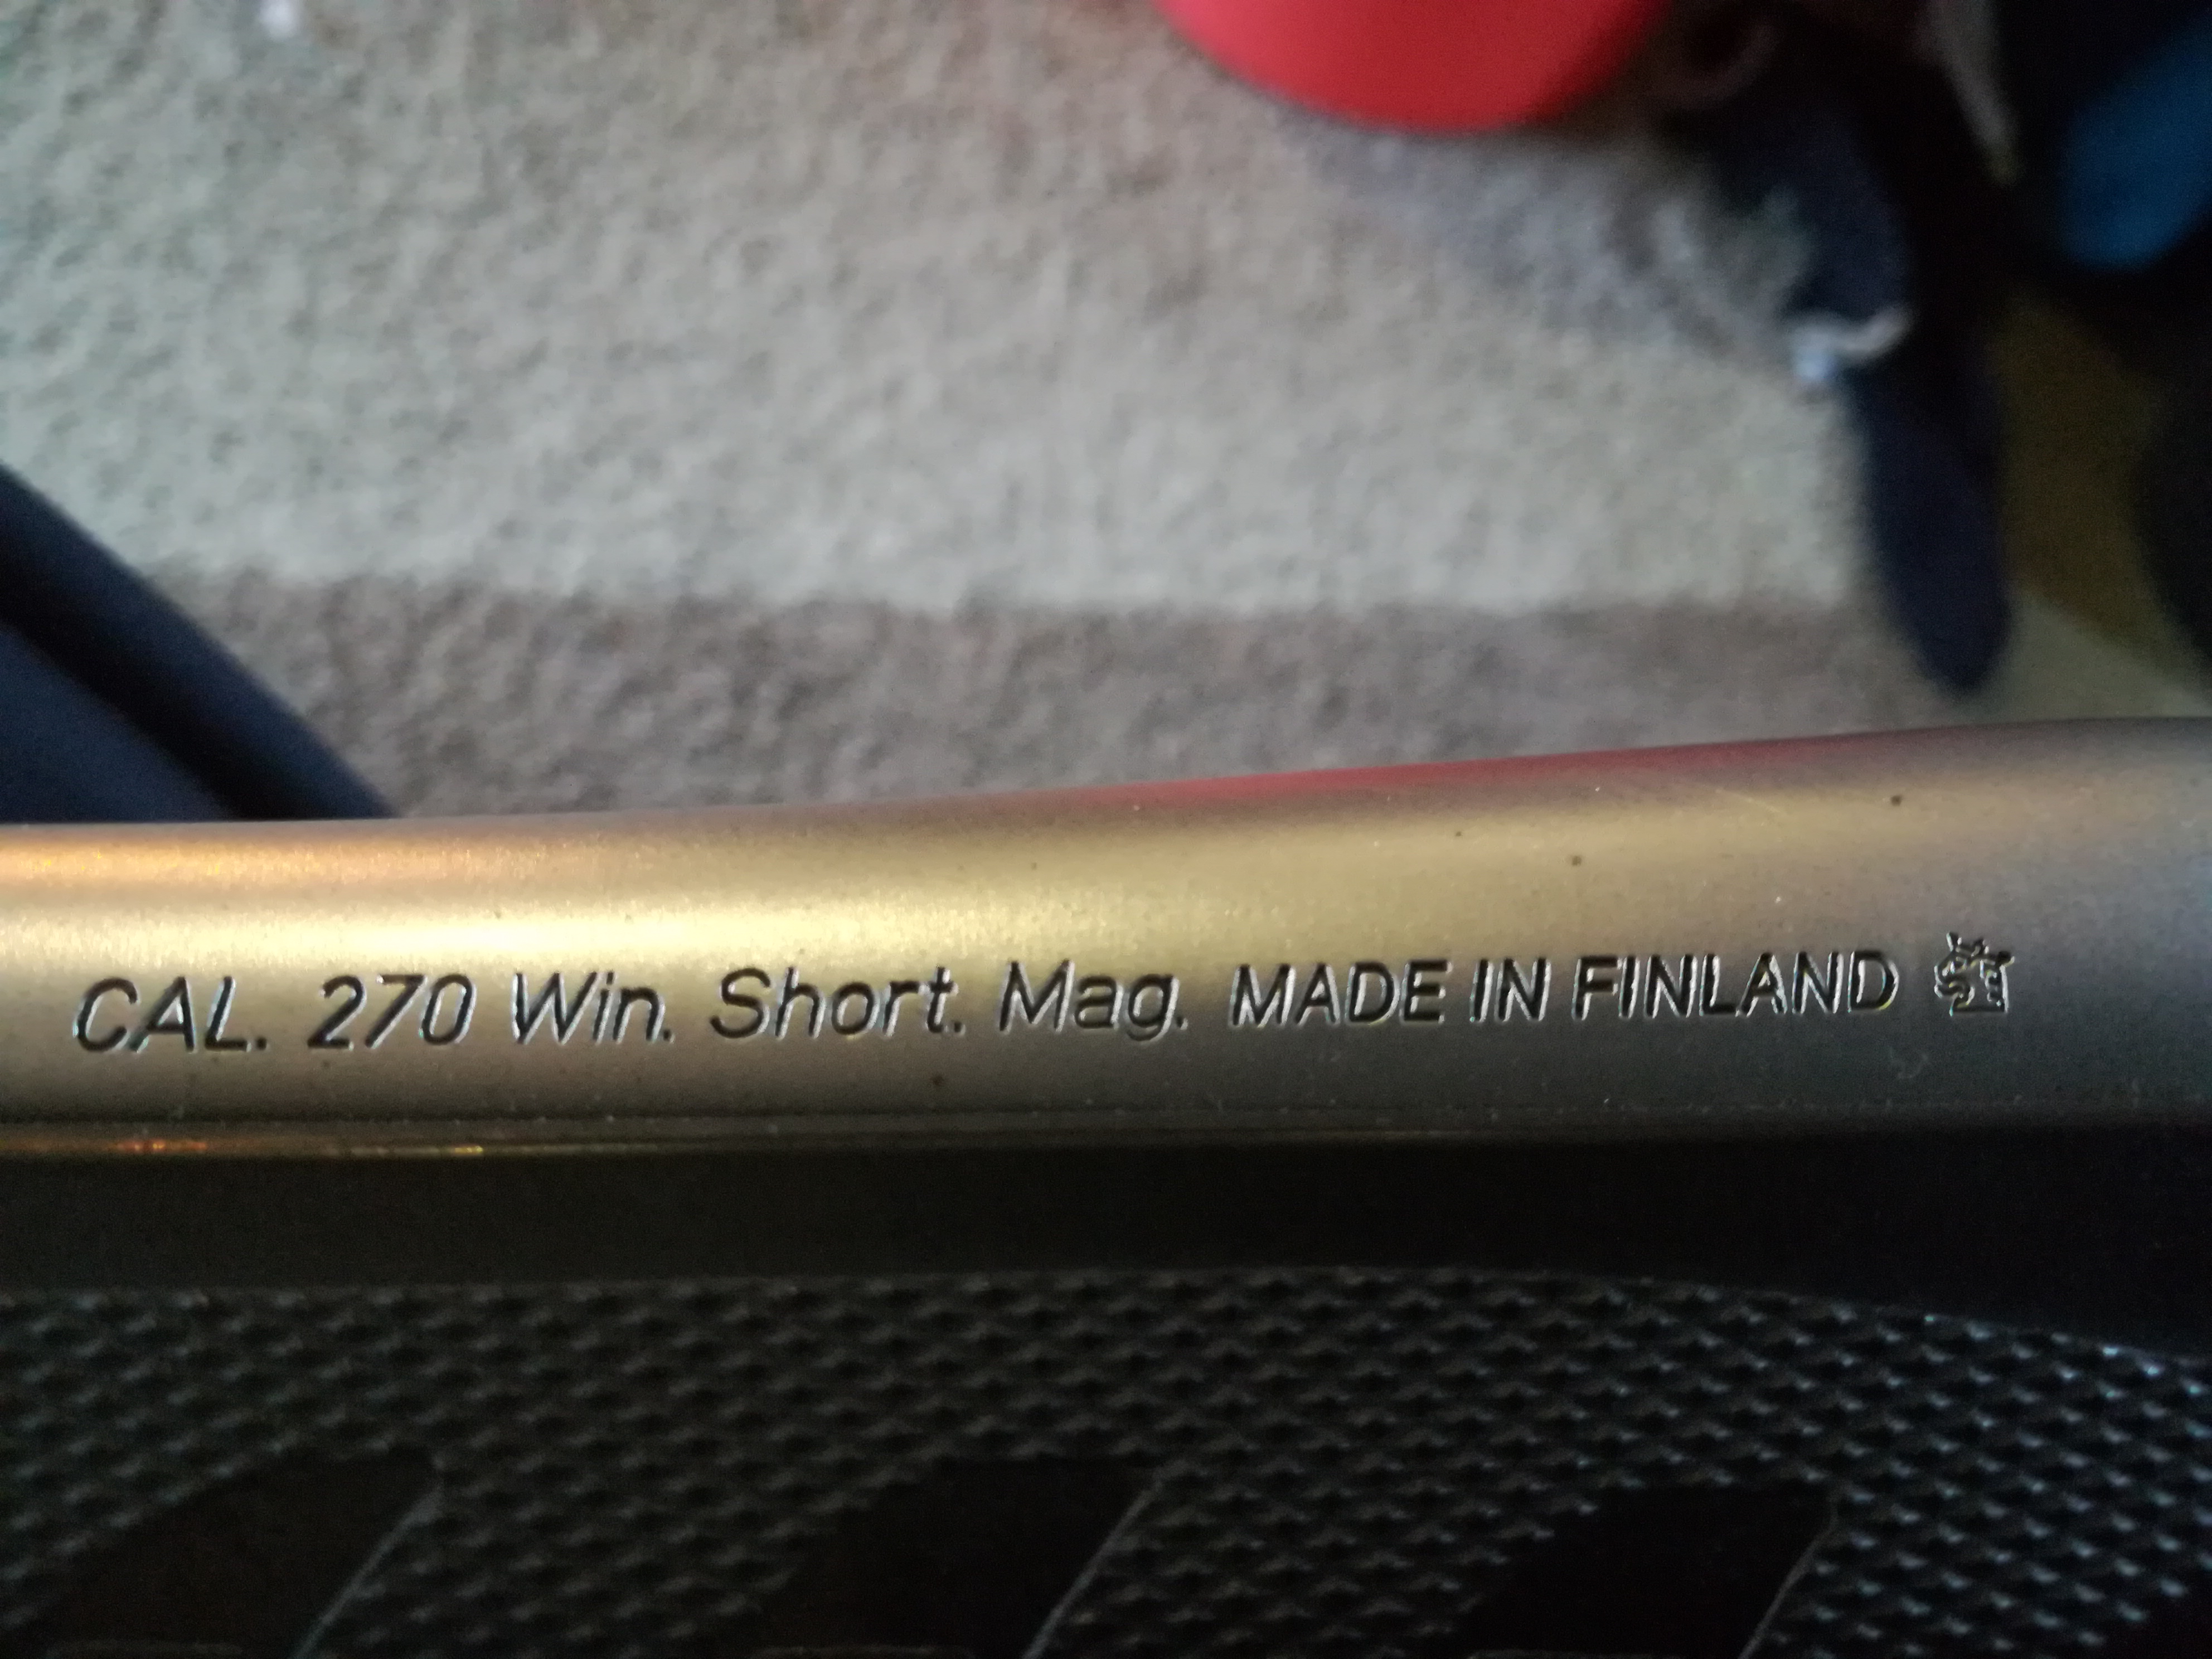 CAL. 270 Win. Short. Mag. MADE IN FINLAND